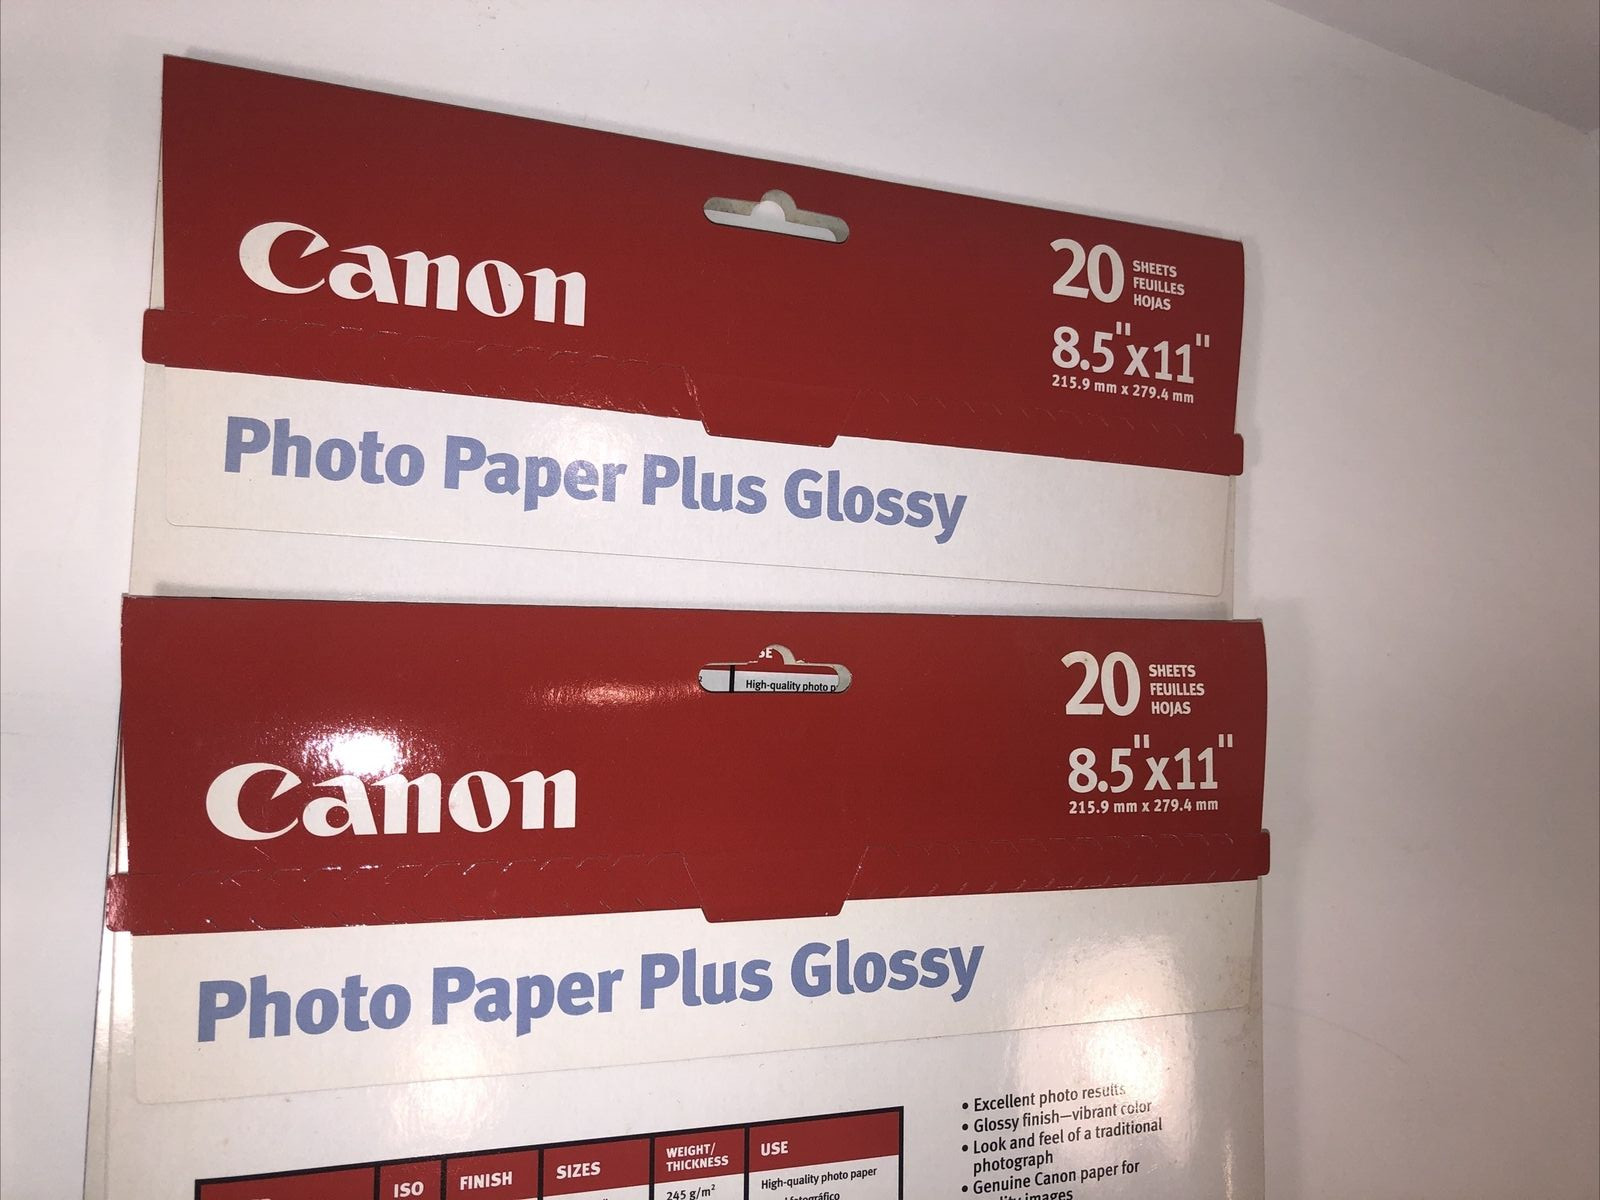 Canon
20 SHEETS
FEUILLES
HOJAS
8.5"x11"
215.9 mm x 279.4 mm
Photo Paper Plus Glossy
High-quality photo p
Canon
20 SHEETS
FEUILLES
HOJAS
8.5"x11"
215.9 mm x 279.4 mm
Photo Paper Plus Glossy
• Excellent photo results
• Glossy finish—vibrant color
• Look and feel of a traditional
photograph
• Genuine Canon paper for
images
ISO
FINISH
SIZES
WEIGHT/
THICKNESS
USE
245 g/m²
High-quality photo paper
fotográfico